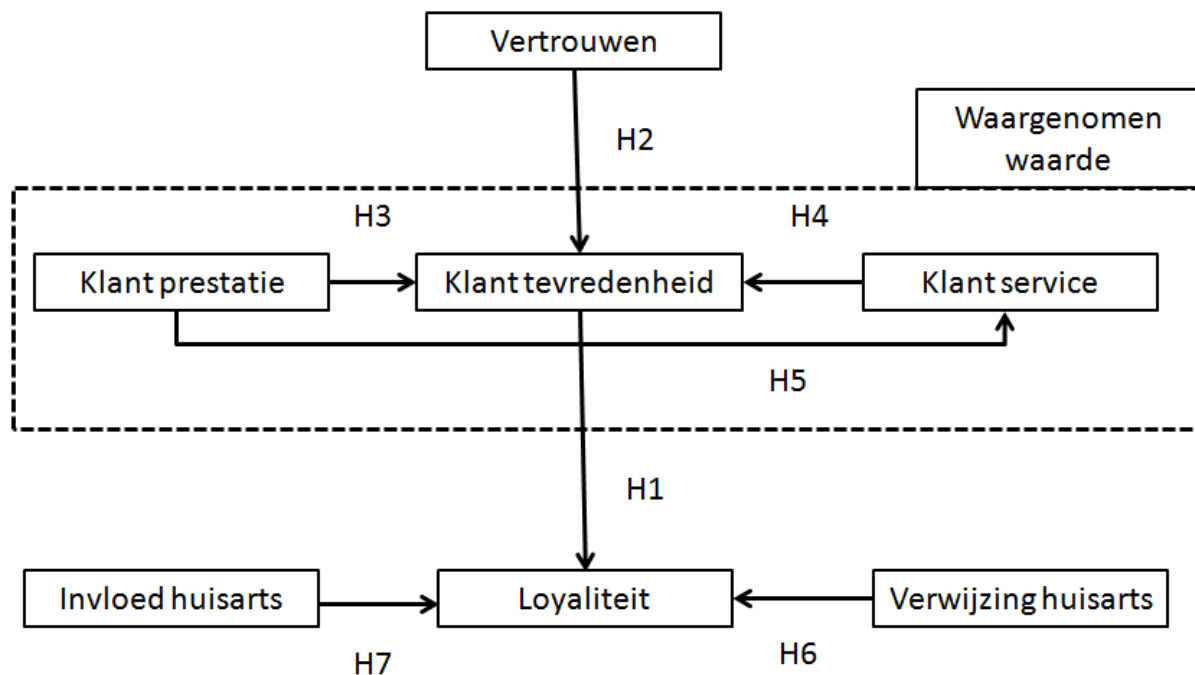 Vertrouwen
Waargenomen
waarde
H2
H3
H4
Klant prestatie
Klant tevredenheid
Klant service
H5
H1
Invloed huisarts
Loyaliteit
Verwijzing huisarts
H7
H6